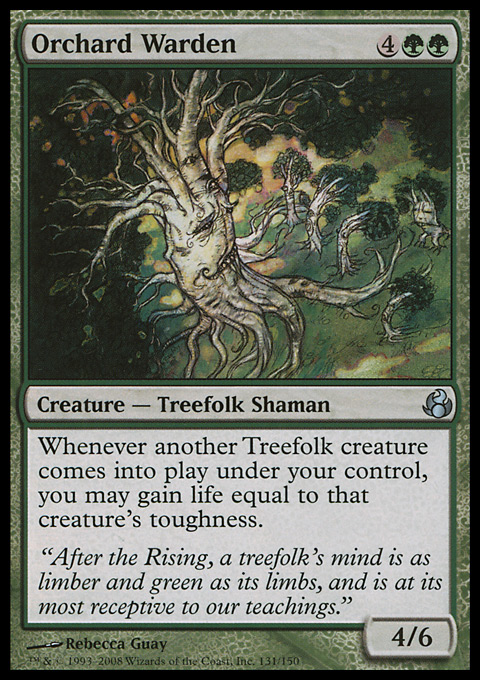 Orchard Warden 4
Creature — Treefolk Shaman
Whenever another Treefolk creature
comes into play under your control,
you may gain life equal to that
creature's toughness.
"After the Rising, a treefolk's mind is as
limber and green as its limbs, and is at its
most receptive to our teachings."
4/6
Rebecca Guay
™ & © 1993–2008 Wizards of the Coast, Inc. 131/150